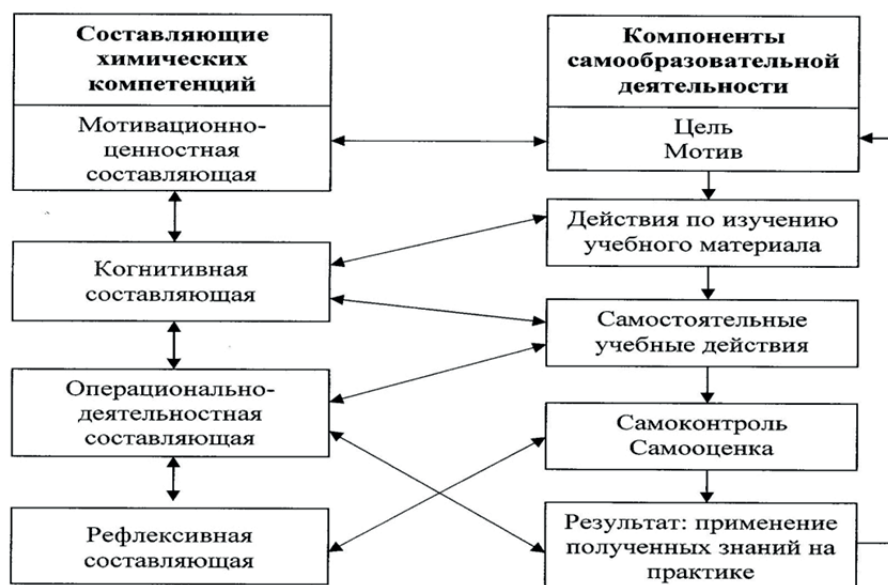 Составляющие
химических
компетенций
Мотивационно-
ценностная
составляющая
Когнитивная
составляющая
Операционально-
деятельностная
составляющая
Рефлексивная
составляющая
Компоненты
самообразовательной
деятельности
Цель
Мотив
Действия по изучению
учебного материала
Самостоятельные
учебные действия
Самоконтроль
Самооценка
Результат: применение
полученных знаний на
практике